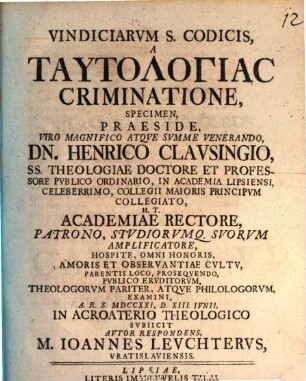 12
VINDICIARVM S. CODICIS,
A
ΤΑΥΤΟΛΟΓΙΑC
CRIMINATIONE,
SPECIMEN,
PRAESIDE,
VIRO MAGNIFICO ATQVE SVMME VENERANDO,
DN. HENRICO CLAVSINGIO,
SS. THEOLOGIAE DOCTORE ET PROFES-
SORE PVBLICO ORDINARIO, IN ACADEMIA LIPSIENSI,
CELEBERRIMO, COLLEGII MAIORIS PRINCIPVM
COLLEGIATO,
H. T.
ACADEMIAE RECTORE,
PATRONO, STVDIORVMQ SVORVM
AMPLIFICATORE,
HOSPITE, OMNI HONORIS,
AMORIS ET OBSERVANTIAE CVLTV,
PARENTIS LOCO, PROSEQVENDO,
PVBLICO ERVDITORVM,
THEOLOGORVM PARITER, ATQVE PHILOLOGORVM,
EXAMINI,
A. R. S. MDCCXXI, D. XIII IVNII,
IN ACROATERIO THEOLOGICO
SVBIICIT
AVTOR RESPONDENS,
M. IOANNES LEVCHTERVS,
VRATISLAVIENSIS.
LIPSIAE,
LITERIS